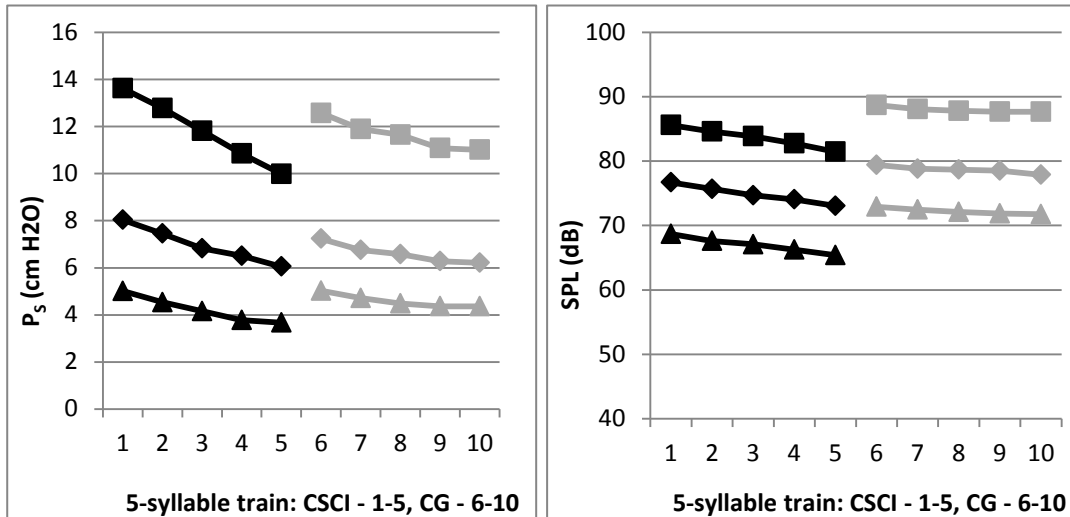 16
14
12
10
8
6
4
2
0
P_S (cm H2O)
1 2 3 4 5 6 7 8 9 10
5-syllable train: CSCI - 1-5, CG - 6-10
100
90
80
70
60
50
40
SPL (dB)
1 2 3 4 5 6 7 8 9 10
5-syllable train: CSCI - 1-5, CG - 6-10